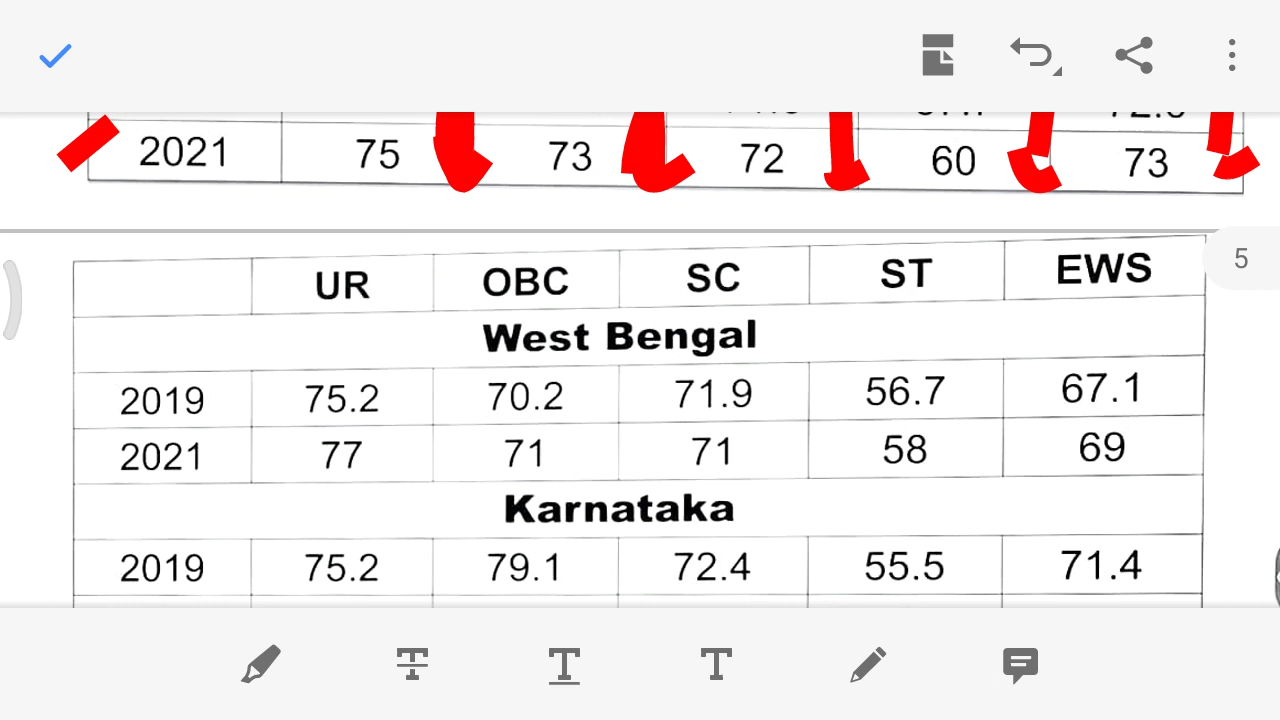 2021 75 73 72 60 73
5
UR OBC SC ST EWS
West Bengal
2019 75.2 70.2 71.9 56.7 67.1
2021 77 71 71 58 69
Karnataka
2019 75.2 79.1 72.4 55.5 71.4